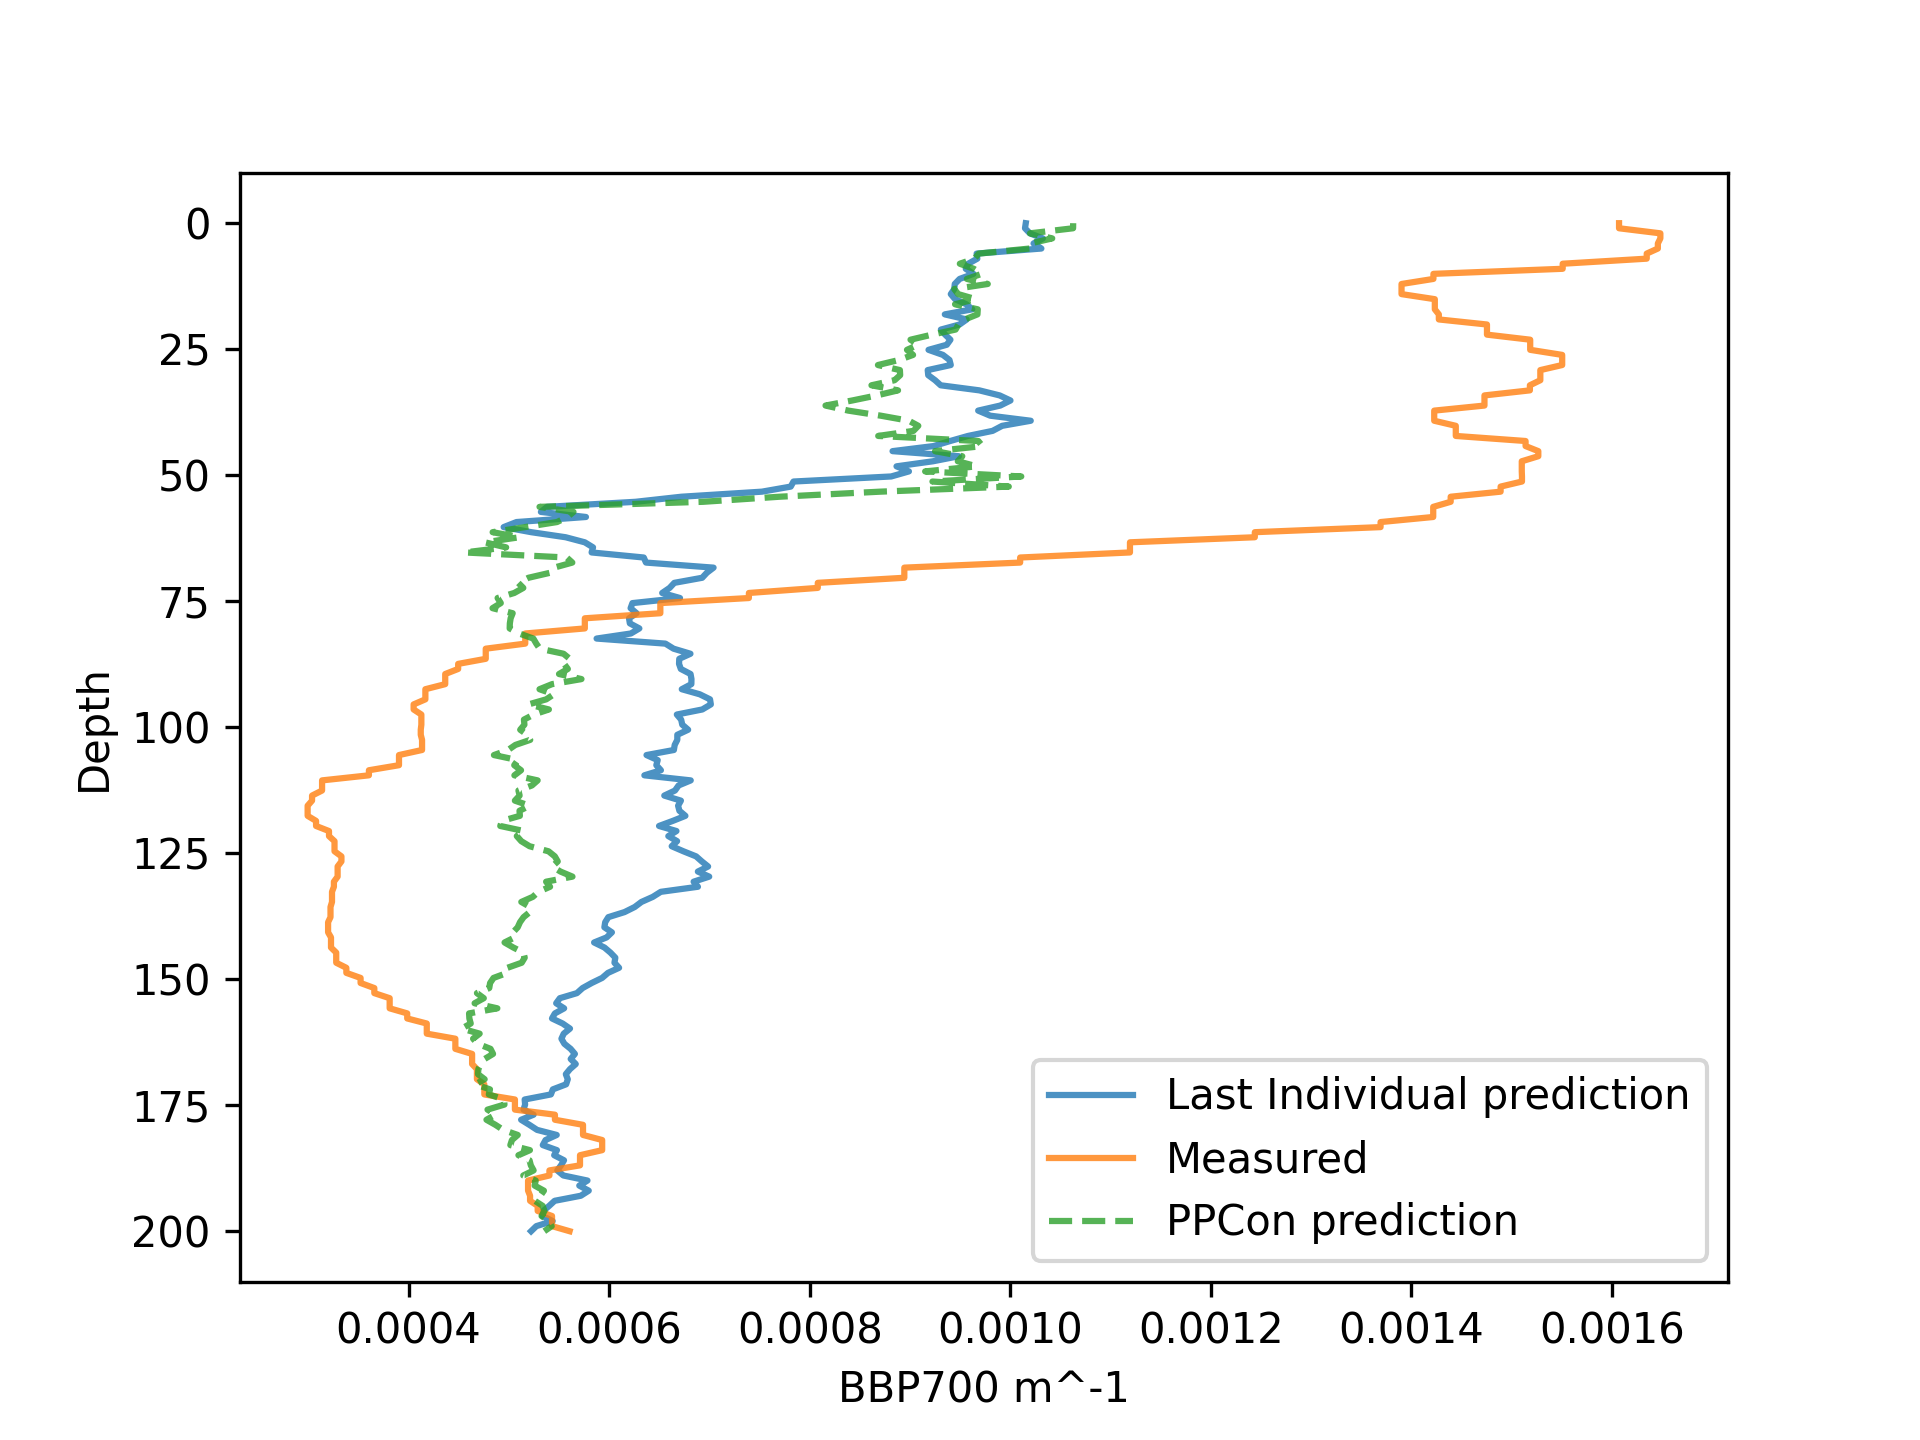 0
25
50
75
100
125
150
175
200
Depth
0.0004 0.0006 0.0008 0.0010 0.0012 0.0014 0.0016
BBP700 m^-1
Last Individual prediction
Measured
PPCon prediction